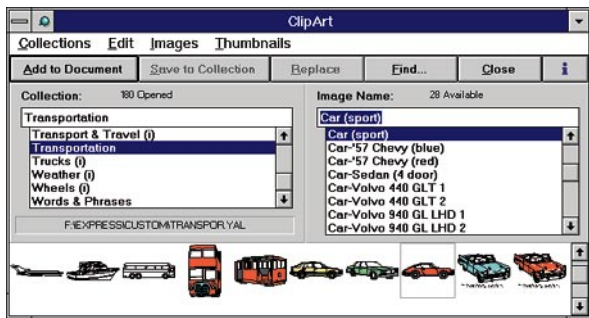 ClipArt
Collections Edit Images Thumbnails
Add to Document Save to Collection Replace Find... Close i
Collection: 180 Opened
Transportation
Transport & Travel (i)
Transportation
Trucks (i)
Weather (i)
Wheels (i)
Words & Phrases
F:\EXPRESS\CUSTOM\TRANSPOR.YAL
Image Name: 28 Available
Car (sport)
Car (sport)
Car-'57 Chevy (blue)
Car-'57 Chevy (red)
Car-Sedan (4 door)
Car-Volvo 440 GLT 1
Car-Volvo 440 GLT 2
Car-Volvo 940 GL LHD 1
Car-Volvo 940 GL LHD 2